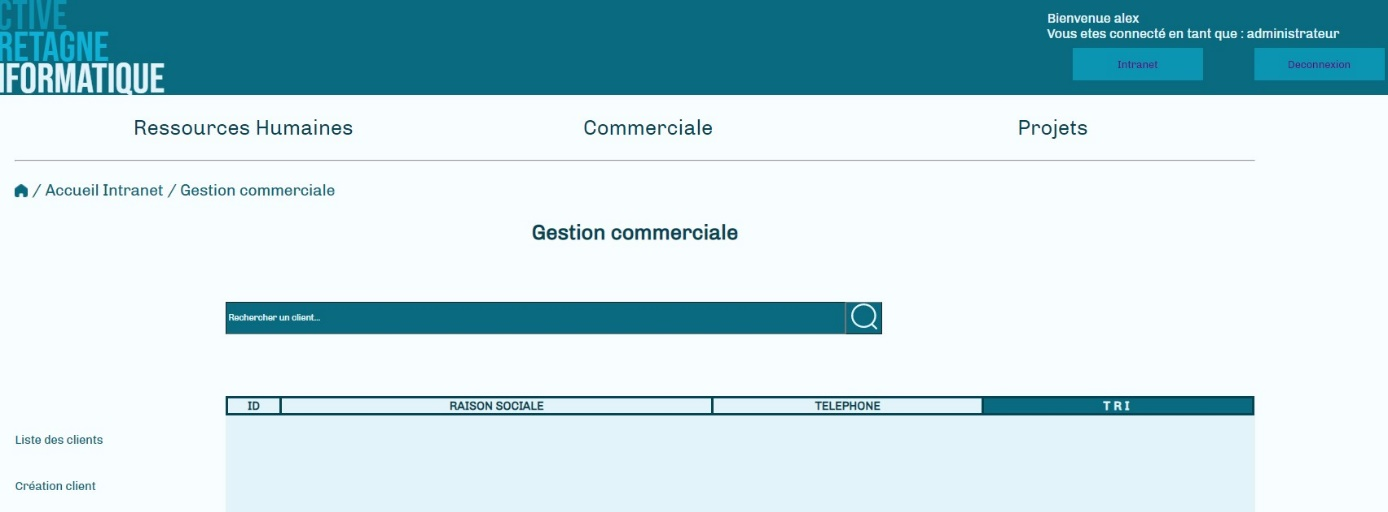 CTIVE
RETAGNE
NFORMATIQUE
Bienvenue alex
Vous etes connecté en tant que : administrateur
Intranet
Deconnexion
Ressources Humaines
Commerciale
Projets
/ Accueil Intranet / Gestion commerciale
Gestion commerciale
Rechercher un client...
ID
RAISON SOCIALE
TELEPHONE
TRI
Liste des clients
Création client